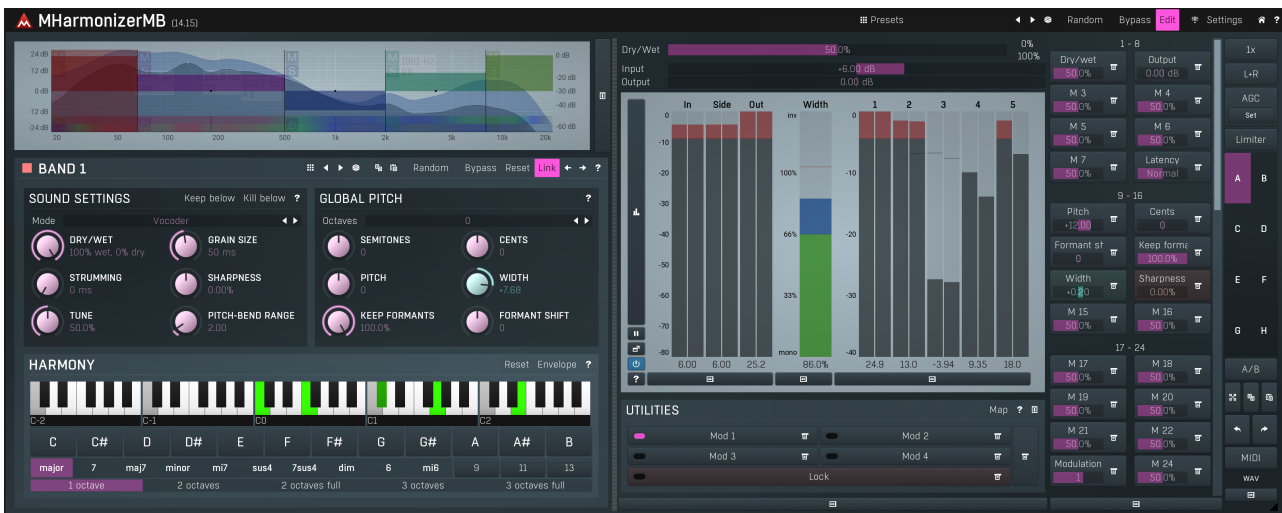 MHarmonizerMB (14.15)
Presets
Random
Bypass
Edit
Settings
?
24 dB
12 dB
0 dB
-12 dB
-24 dB
0 dB
-20 dB
-30 dB
-40 dB
-60 dB
20 50 100 200 500 1k 2k 5k 10k 20k
BAND 1
Random Bypass Reset Link ?
SOUND SETTINGS Keep below Kill below ?
Mode Vocoder
DRY/WET
100% wet, 0% dry
GRAIN SIZE
50 ms
STRUMMING
0 ms
SHARPNESS
0.00%
TUNE
50.0%
PITCH-BEND RANGE
2.00
GLOBAL PITCH ?
Octaves 0
SEMITONES
0
CENTS
0
PITCH
0
WIDTH
+7.68
KEEP FORMANTS
100.0%
FORMANT SHIFT
0
HARMONY Reset Envelope ?
C-2 C-1 C0 C1 C2
C C# D D# E F F# G G# A A# B
major 7 maj7 minor mi7 sus4 7sus4 dim 6 mi6 9 11 13
1 octave 2 octaves 2 octaves full 3 octaves 3 octaves full
Dry/Wet 50.0% 0% 100%
Input +6.00 dB
Output 0.00 dB
In Side Out Width 1 2 3 4 5
0
-10
-20
-30
-40
-50
-60
-70
-80
inv
100%
66%
33%
mono
0
-10
-20
-30
-40
6.00 6.00 25.2 86.0% 24.9 13.0 -3.94 9.35 18.0
?
UTILITIES Map ?
Mod 1 Mod 2
Mod 3 Mod 4
Lock
1 - 8
Dry/wet Output
50.0% 0.00 dB
M 3 M 4
50.0% 50.0%
M 5 M 6
50.0% 50.0%
M 7 Latency
50.0% Normal
9 - 16
Pitch Cents
+12.00 0
Formant sh Keep forma
0 100.0%
Width Sharpness
+0.20 0.00%
M 15 M 16
50.0% 50.0%
17 - 24
M 17 M 18
50.0% 50.0%
M 19 M 20
50.0% 50.0%
M 21 M 22
50.0% 50.0%
Modulation M 24
1 50.0%
1x
L+R
AGC
Set
Limiter
A B
C D
E F
G H
A/B
MIDI
WAV